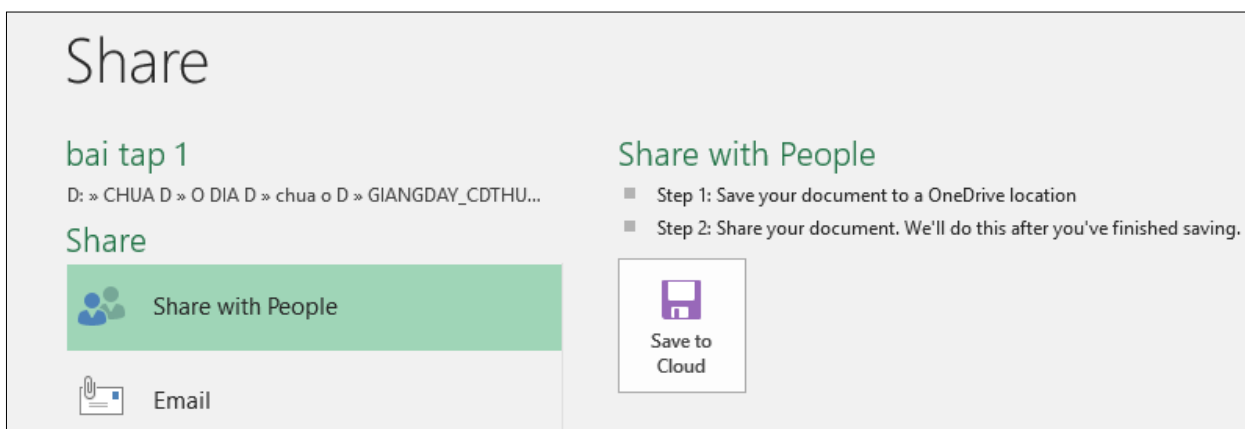 Share
bai tap 1
D: » CHUA D » O DIA D » chua o D » GIANGDAY_CDTHU...
Share
Share with People
Email
Share with People
Step 1: Save your document to a OneDrive location
Step 2: Share your document. We'll do this after you've finished saving.
Save to
Cloud